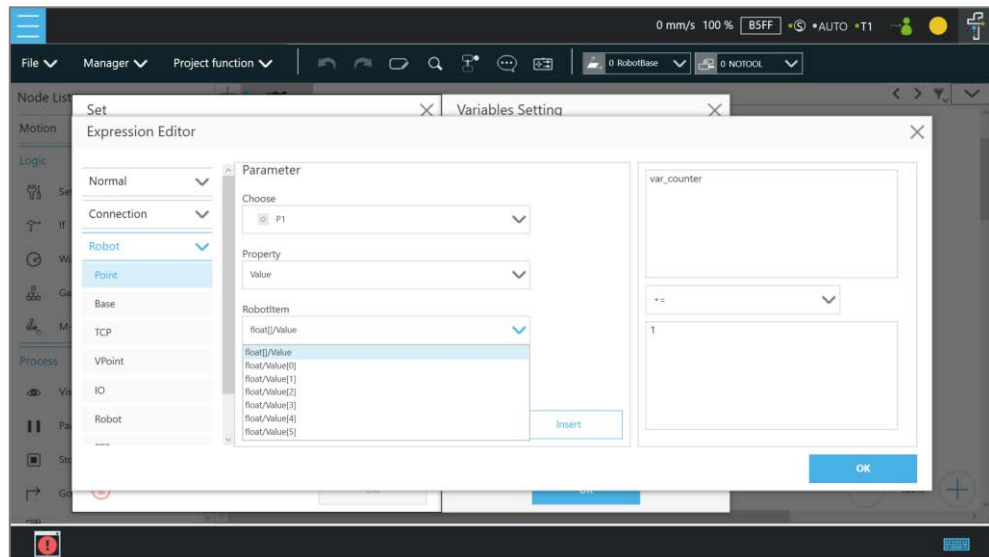 0 mm/s 100 % B5FF •Ⓢ •AUTO •T1
File Manager Project function 0 RobotBase 0 NOTOOL
Node List
Set Variables Setting
Motion
Expression Editor
Logic
Normal
Connection
Robot
Point
Base
TCP
VPoint
IO
Robot
If
Process
Parameter
Choose
P1
Property
Value
RobotItem
float[]/Value
float[]/Value
float/Value[0]
float/Value[1]
float/Value[2]
float/Value[3]
float/Value[4]
float/Value[5]
Insert
var_counter
+=
1
OK